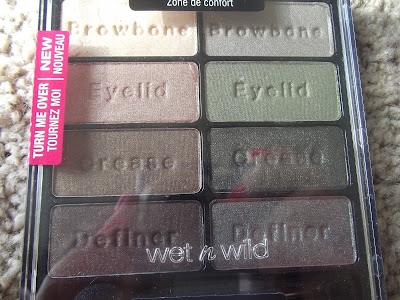 Zone de confort
Browbone Browbone
Eyelid Eyelid
Crease Crease
Definer Definer
wet n wild
TURN ME OVER NEW
TOURNEZ MOI NOUVEAU